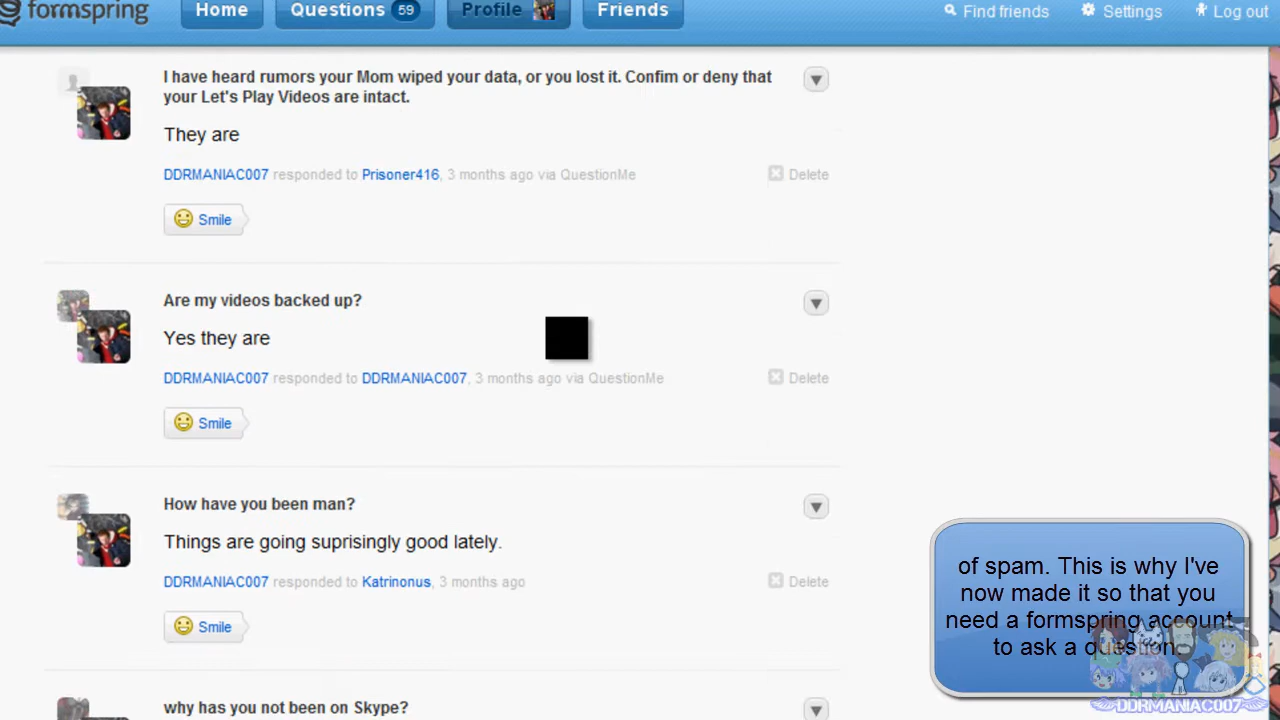 formspring Home Questions 59 Profile Friends Find friends Settings Log out
I have heard rumors your Mom wiped your data, or you lost it. Confim or deny that
your Let's Play Videos are intact.
They are
DDRMANIAC007 responded to Prisoner416, 3 months ago via QuestionMe Delete
Smile
Are my videos backed up?
Yes they are
DDRMANIAC007 responded to DDRMANIAC007, 3 months ago via QuestionMe Delete
Smile
How have you been man?
Things are going suprisingly good lately.
DDRMANIAC007 responded to Katrinonus, 3 months ago Delete
Smile
why has you not been on Skype?
of spam. This is why I've
now made it so that you
need a formspring account
to ask a question.
DDRMANIAC007